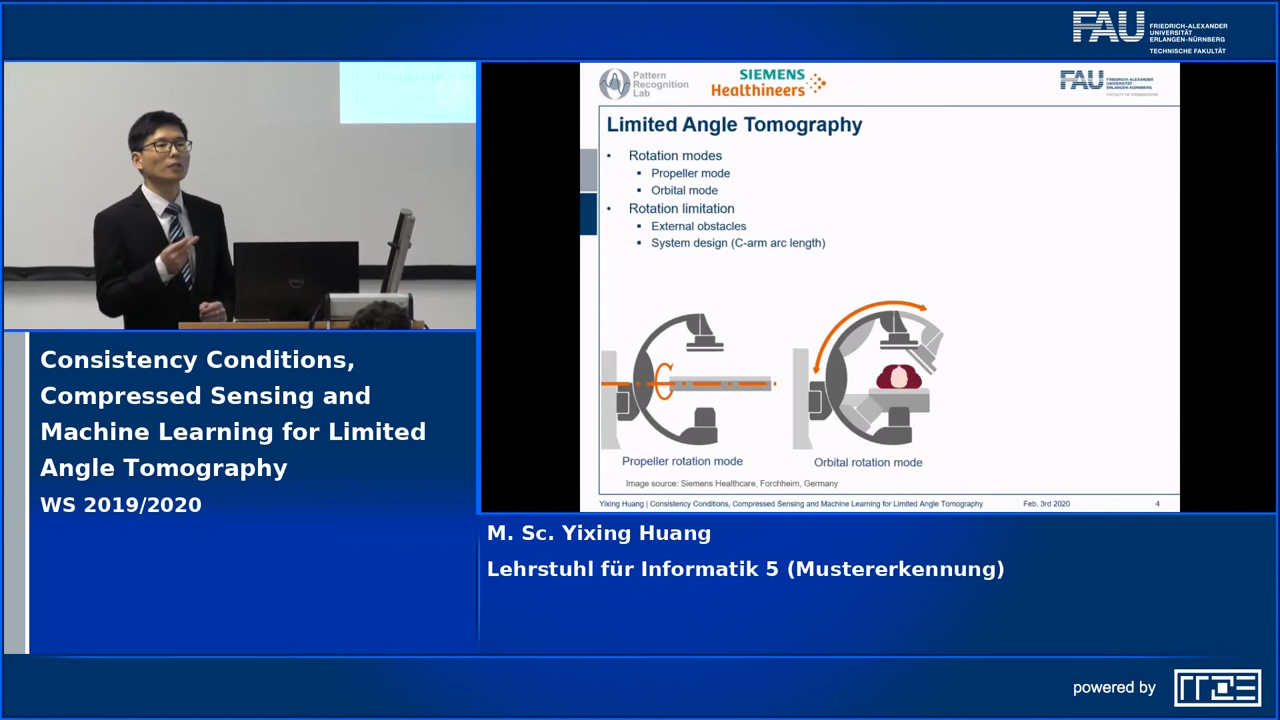 FAU
FRIEDRICH-ALEXANDER
UNIVERSITÄT
ERLANGEN-NÜRNBERG
TECHNISCHE FAKULTÄT
Pattern
Recognition
Lab
SIEMENS
Healthineers
FAU
FRIEDRICH-ALEXANDER
UNIVERSITÄT
ERLANGEN-NÜRNBERG
FACULTY OF ENGINEERING
Limited Angle Tomography
• Rotation modes
▪ Propeller mode
▪ Orbital mode
• Rotation limitation
▪ External obstacles
▪ System design (C-arm arc length)
Propeller rotation mode
Orbital rotation mode
Image source: Siemens Healthcare, Forchheim, Germany
Yixing Huang | Consistency Conditions, Compressed Sensing and Machine Learning for Limited Angle Tomography
Feb. 3rd 2020
4
Consistency Conditions,
Compressed Sensing and
Machine Learning for Limited
Angle Tomography
WS 2019/2020
M. Sc. Yixing Huang
Lehrstuhl für Informatik 5 (Mustererkennung)
powered by